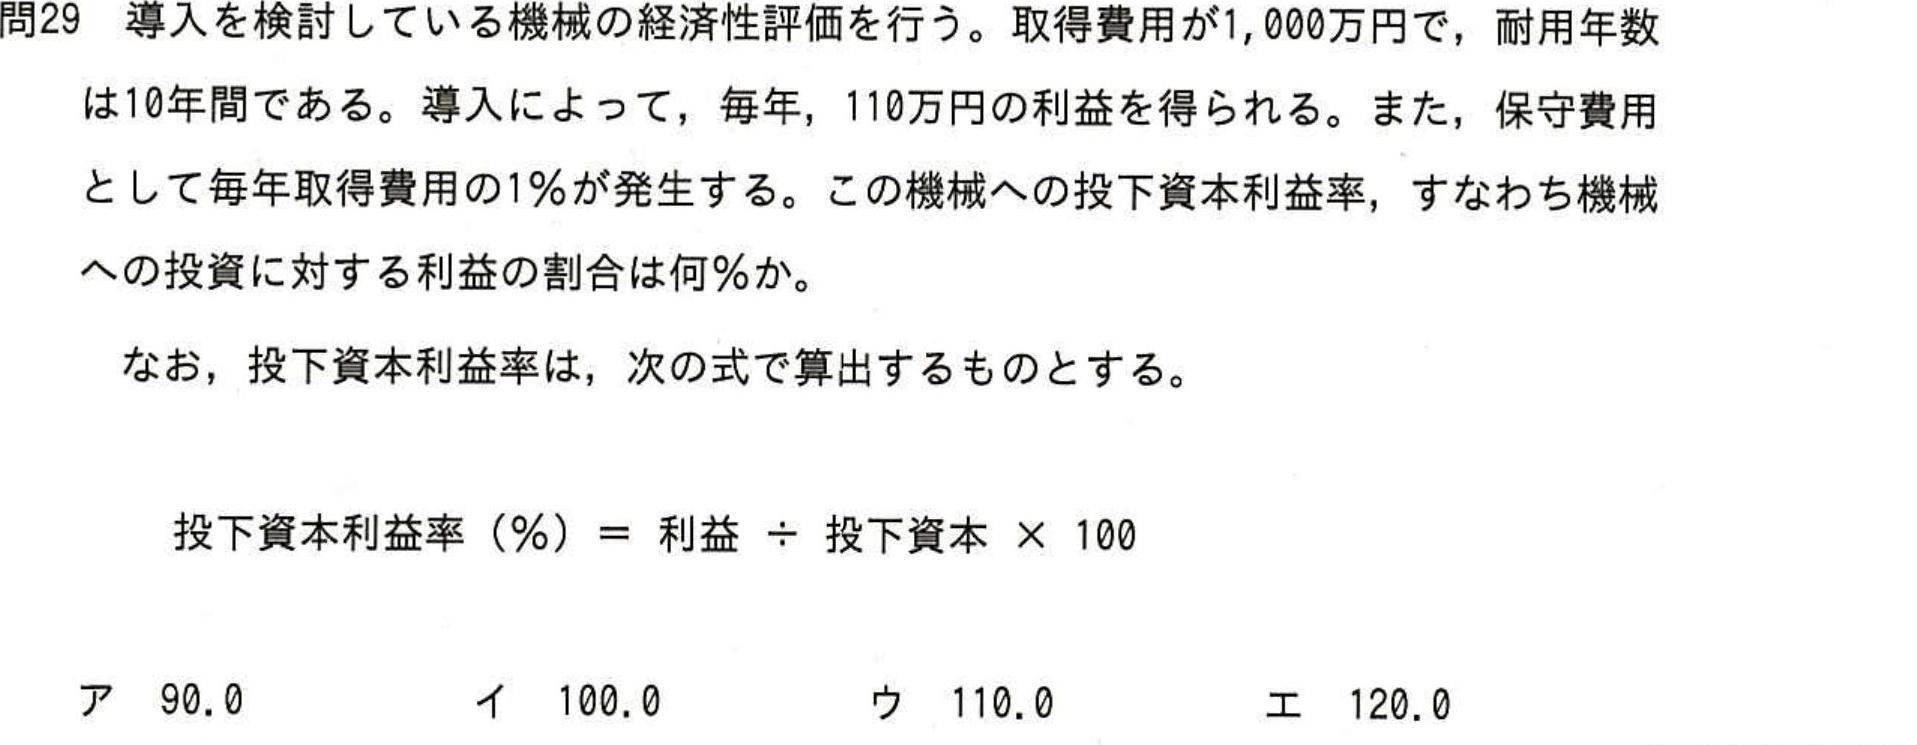 問29 導入を検討している機械の経済性評価を行う。取得費用が1,000万円で，耐用年数
は10年間である。導入によって，毎年，110万円の利益を得られる。また，保守費用
として毎年取得費用の1%が発生する。この機械への投下資本利益率，すなわち機械
への投資に対する利益の割合は何%か。
なお，投下資本利益率は，次の式で算出するものとする。
投下資本利益率（%）＝ 利益 ÷ 投下資本 × 100
ア 90.0 イ 100.0 ウ 110.0 エ 120.0